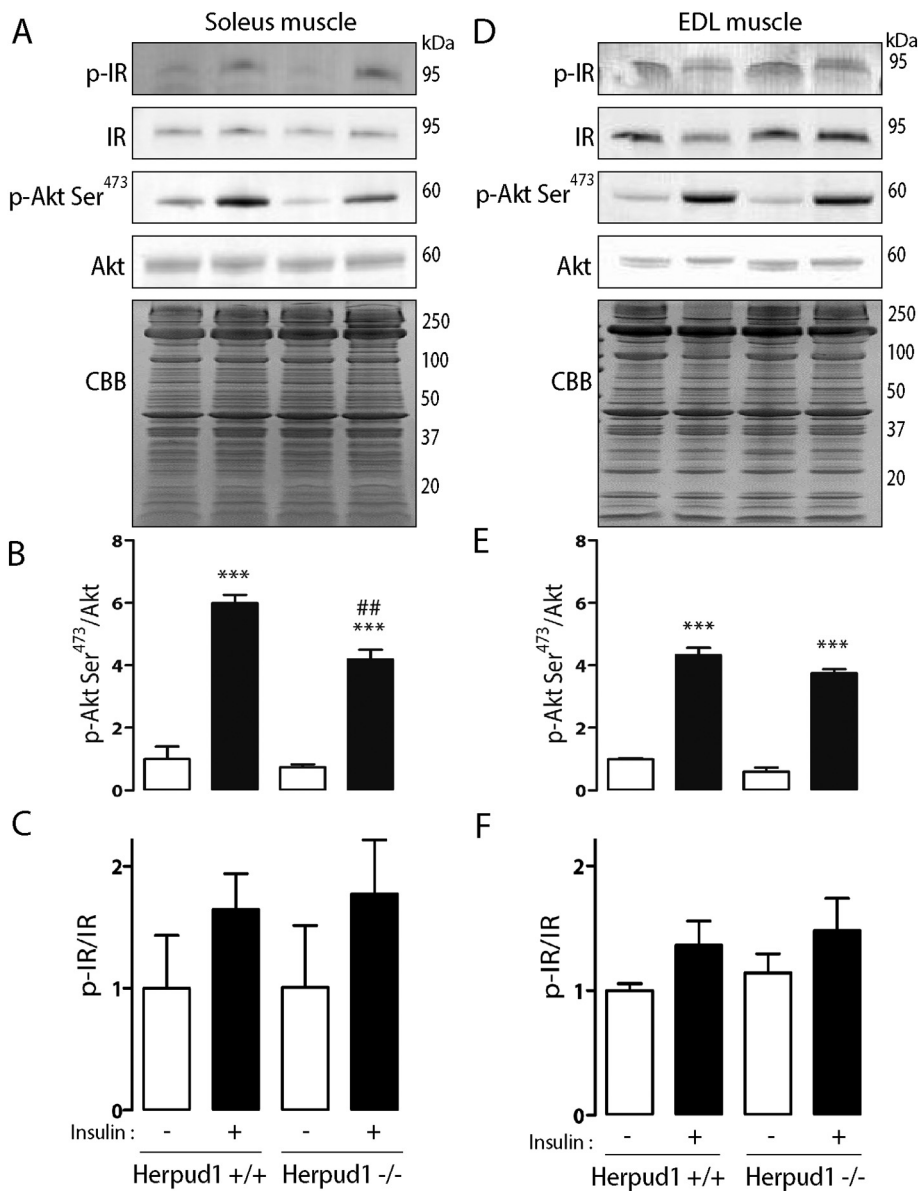 A
Soleus muscle
kDa
p-IR
95
IR
95
p-Akt Ser473
60
Akt
60
CBB
250
100
50
37
20
B
p-Akt Ser473/Akt
8
6
4
2
0
***
##
***
C
p-IR/IR
2
1
0
Insulin : - + - +
Herpud1 +/+ Herpud1 -/-
D
EDL muscle
kDa
p-IR
95
IR
95
p-Akt Ser473
60
Akt
60
CBB
250
100
50
37
20
E
p-Akt Ser473/Akt
8
6
4
2
0
***
***
F
p-IR/IR
2
1
0
Insulin : - + - +
Herpud1 +/+ Herpud1 -/-